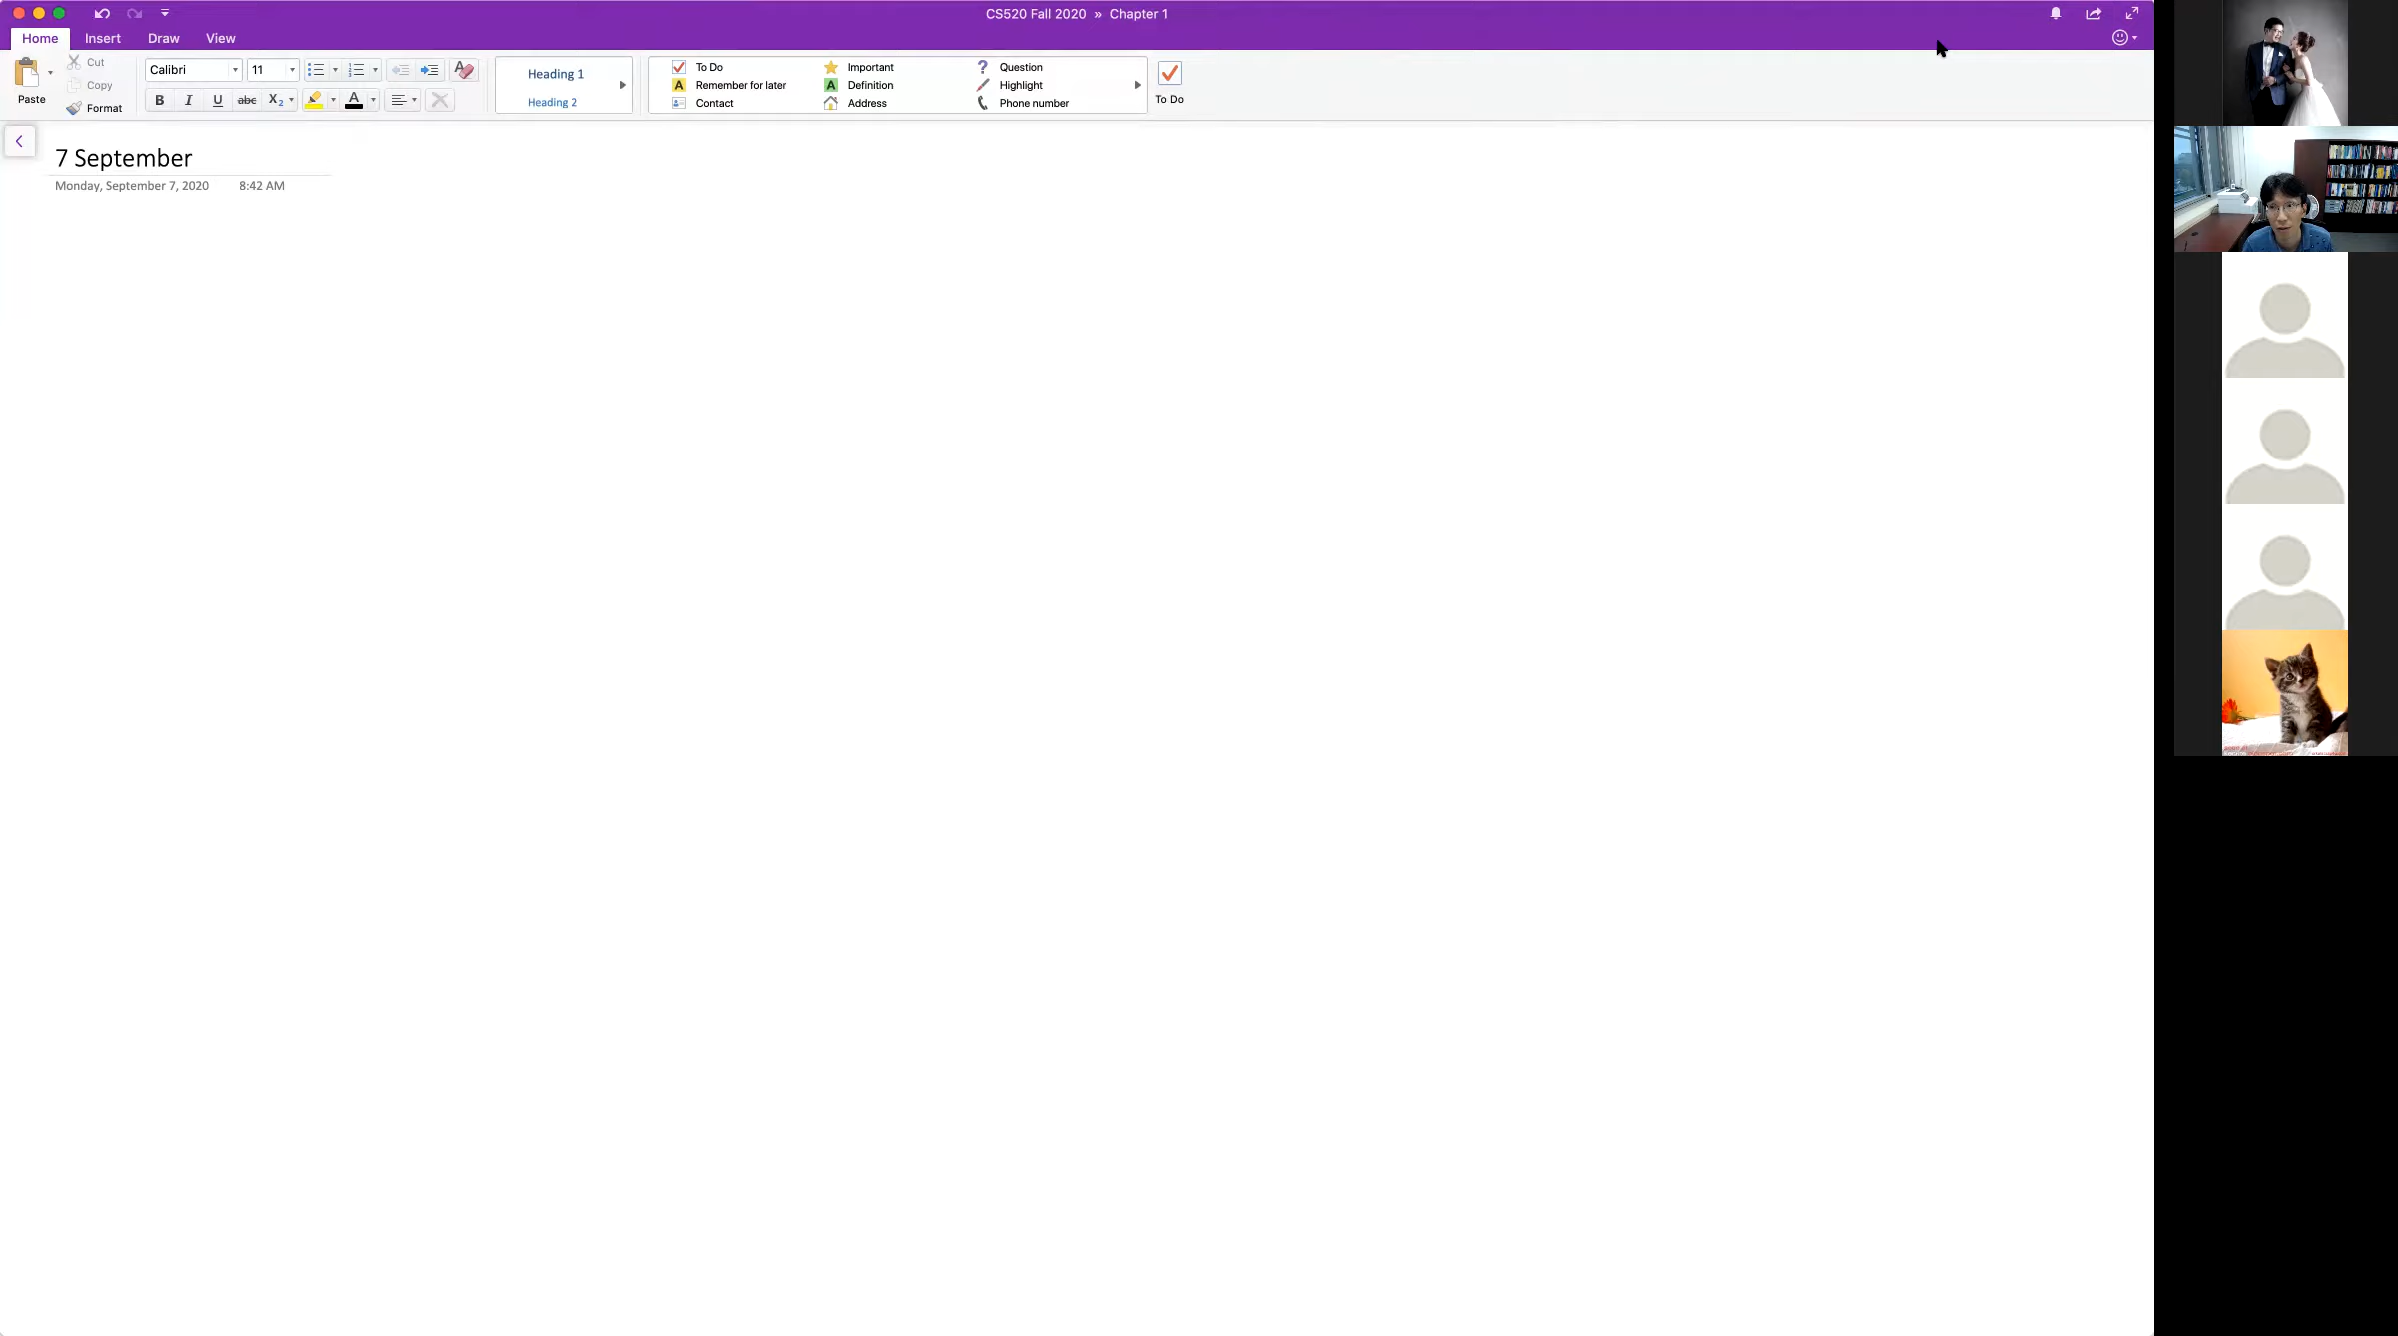 CS520 Fall 2020 » Chapter 1
Home Insert Draw View
Paste
Cut
Copy
Format
Calibri 11
B I U abc X2 A
Heading 1
Heading 2
To Do Important Question
A Remember for later A Definition ? Highlight
Contact Address Phone number
To Do
7 September
Monday, September 7, 2020 8:42 AM